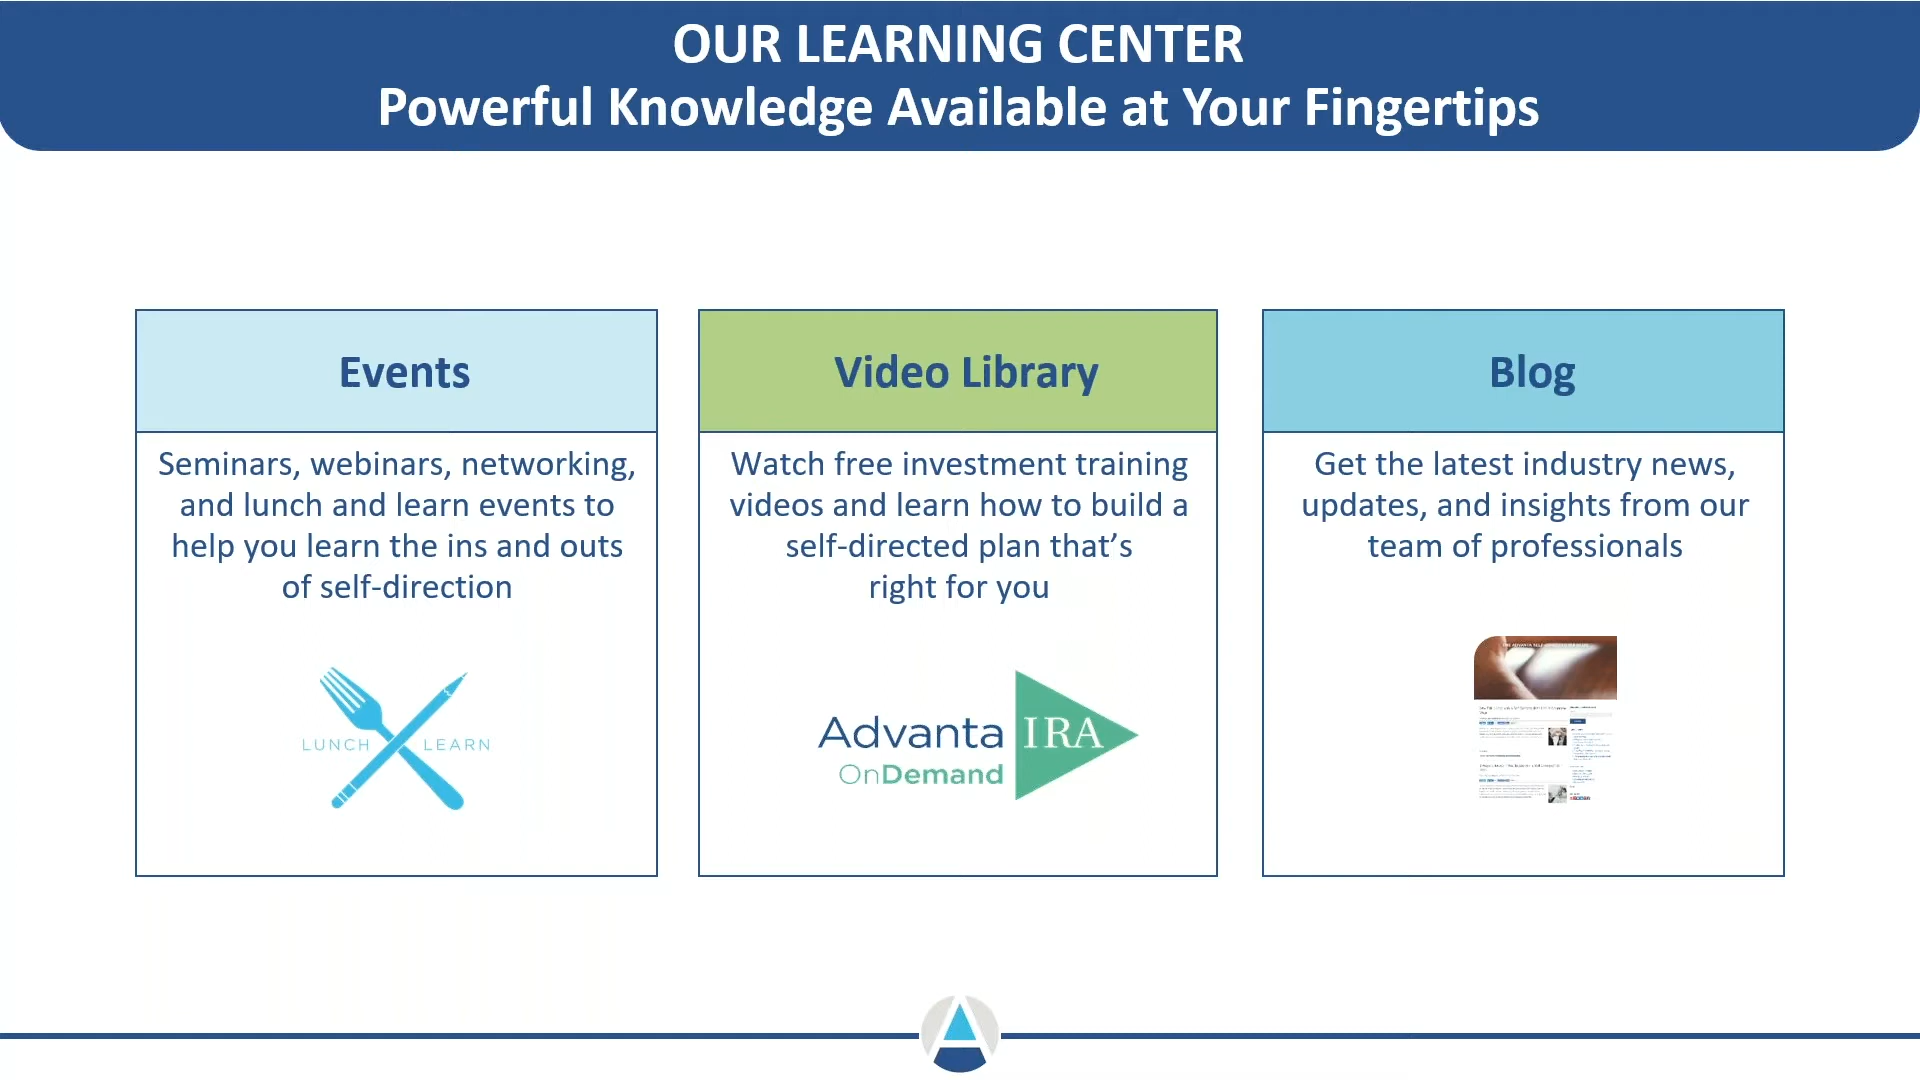 OUR LEARNING CENTER
Powerful Knowledge Available at Your Fingertips
Events
Seminars, webinars, networking,
and lunch and learn events to
help you learn the ins and outs
of self-direction
LUNCH LEARN
Video Library
Watch free investment training
videos and learn how to build a
self-directed plan that’s
right for you
Advanta IRA
OnDemand
Blog
Get the latest industry news,
updates, and insights from our
team of professionals